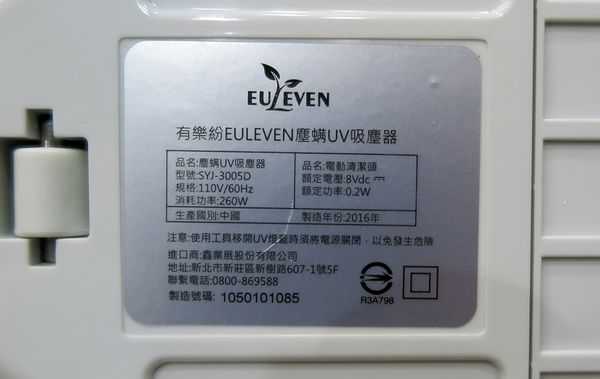 EULEVEN
有樂紛EULEVEN塵螨UV吸塵器
品名:塵螨UV吸塵器
型號:SYJ-3005D
規格:110V/60Hz
消耗功率:260W
品名:電動清潔頭
額定電壓:8Vdc
額定功率:0.2W
生產國別:中國
製造年份:2016年
注意:使用工具移開UV燈管時須將電源關閉，以免發生危險
進口商:鑫業展股份有限公司
地址:新北市新莊區新樹路607-1號5F
聯繫電話:0800-869588
製造號碼: 1050101085
R3A798